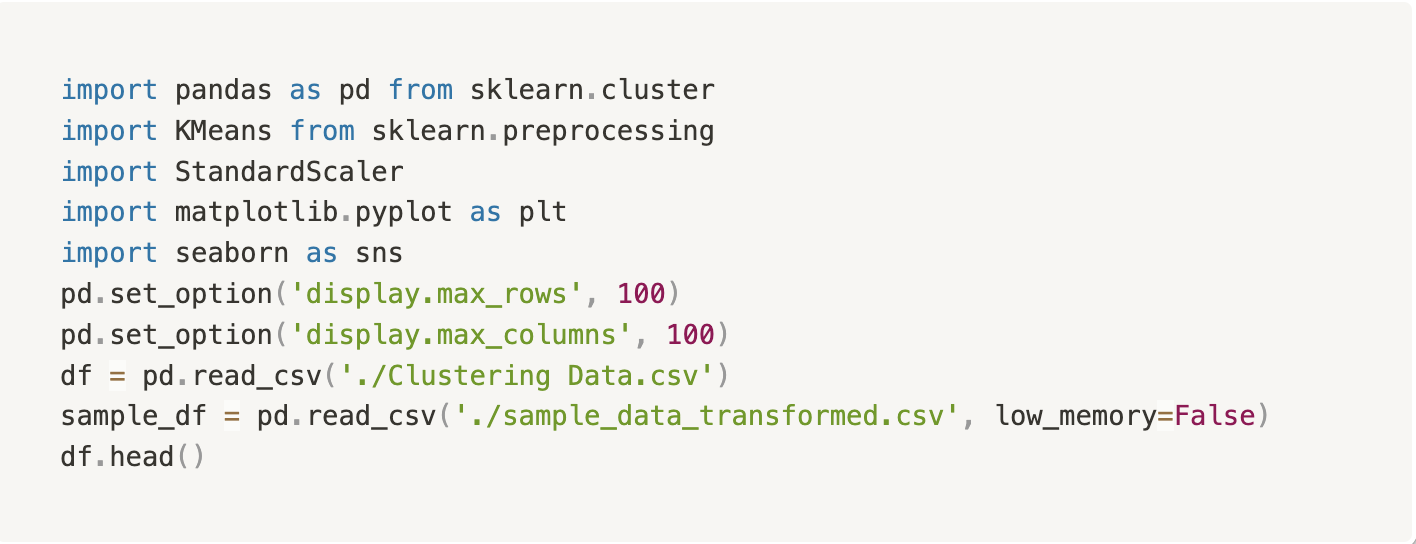 import pandas as pd from sklearn.cluster
import KMeans from sklearn.preprocessing
import StandardScaler
import matplotlib.pyplot as plt
import seaborn as sns
pd.set_option('display.max_rows', 100)
pd.set_option('display.max_columns', 100)
df = pd.read_csv('./Clustering Data.csv')
sample_df = pd.read_csv('./sample_data_transformed.csv', low_memory=False)
df.head()